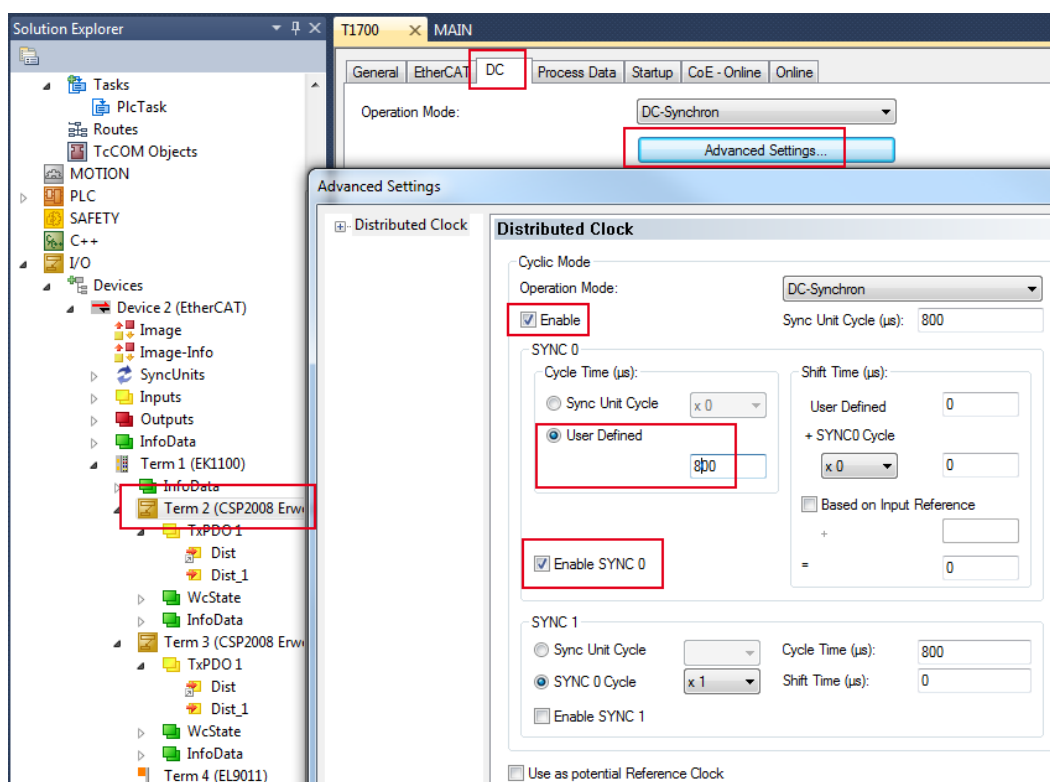 Solution Explorer
Tasks
PlcTask
Routes
TcCOM Objects
MOTION
PLC
SAFETY
C++
I/O
Devices
Device 2 (EtherCAT)
Image
Image-Info
SyncUnits
Inputs
Outputs
InfoData
Term 1 (EK1100)
InfoData
Term 2 (CSP2008 Erw
TxPDO 1
Dist
Dist_1
WcState
InfoData
Term 3 (CSP2008 Erw
TxPDO 1
Dist
Dist_1
WcState
InfoData
Term 4 (EL9011)
T1700 MAIN
General EtherCAT DC Process Data Startup CoE - Online Online
Operation Mode: DC-Synchron
Advanced Settings...
Advanced Settings
Distributed Clock
Distributed Clock
Cyclic Mode
Operation Mode: DC-Synchron
Enable Sync Unit Cycle (µs): 800
SYNC 0
Cycle Time (µs): Shift Time (µs):
Sync Unit Cycle x 0 User Defined 0
User Defined + SYNC0 Cycle
800 x 0 0
Based on Input Reference
+
Enable SYNC 0 = 0
SYNC 1
Sync Unit Cycle Cycle Time (µs): 800
SYNC 0 Cycle x 1 Shift Time (µs): 0
Enable SYNC 1
Use as potential Reference Clock